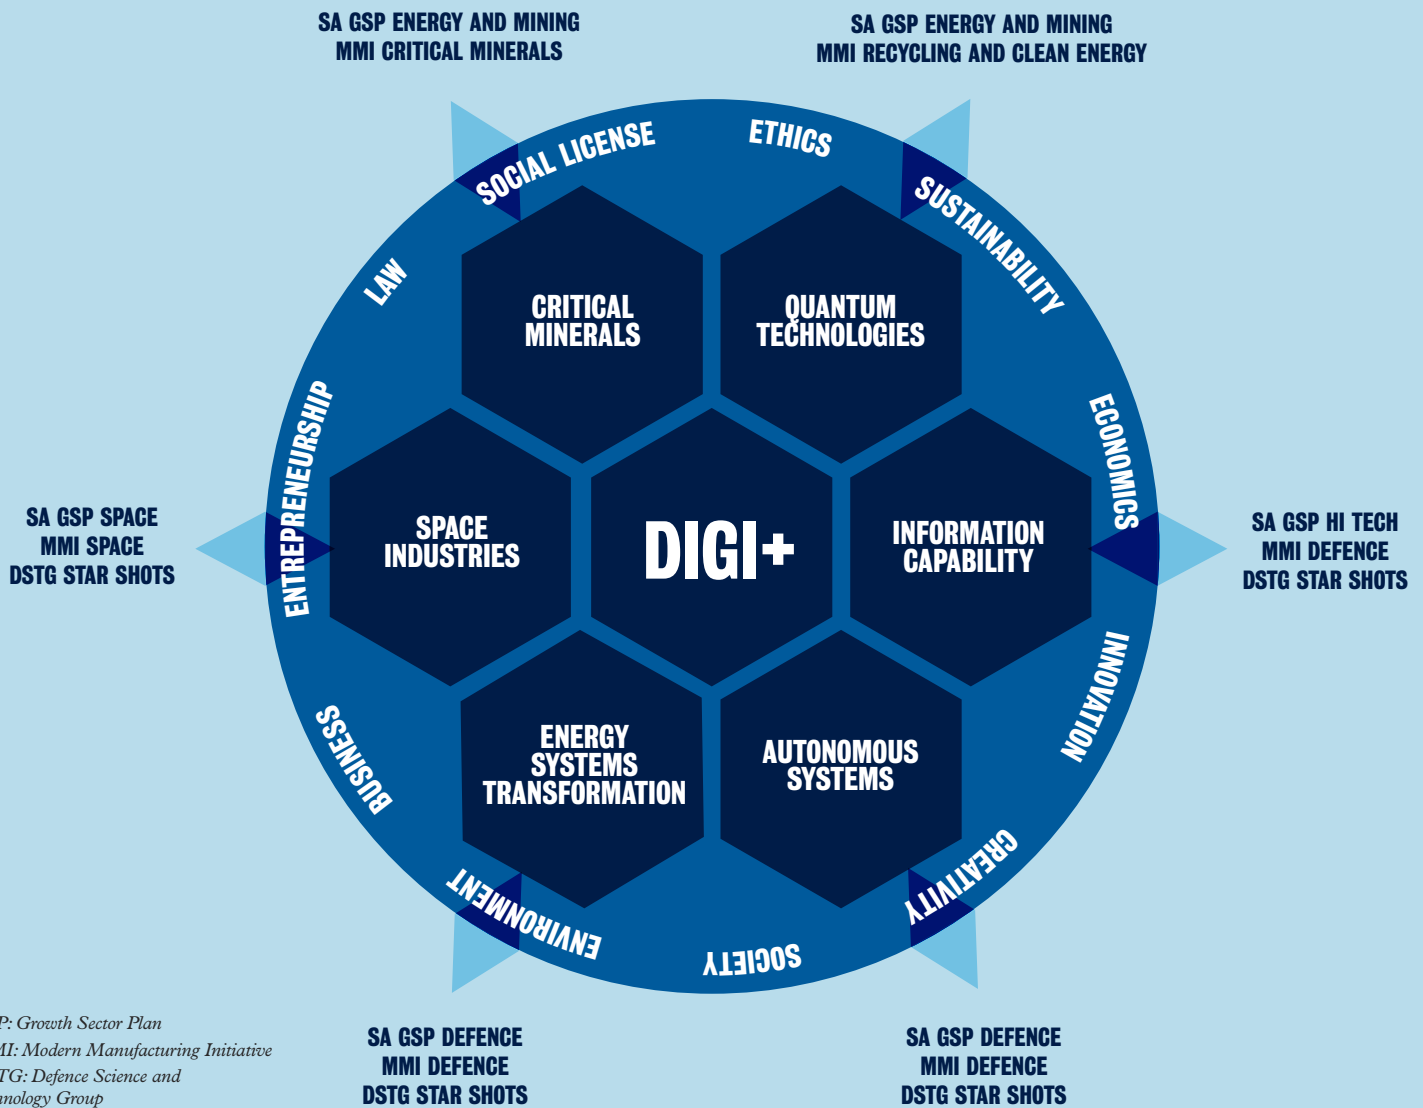 SA GSP ENERGY AND MINING
MMI CRITICAL MINERALS
SA GSP ENERGY AND MINING
MMI RECYCLING AND CLEAN ENERGY
SOCIAL LICENSE
ETHICS
SUSTAINABILITY
LAW
ECONOMICS
ENTREPRENEURSHIP
CRITICAL
MINERALS
QUANTUM
TECHNOLOGIES
SA GSP SPACE
MMI SPACE
DSTG STAR SHOTS
SPACE
INDUSTRIES
DIGI+
INFORMATION
CAPABILITY
SA GSP HI TECH
MMI DEFENCE
DSTG STAR SHOTS
INNOVATION
BUSINESS
ENERGY
SYSTEMS
TRANSFORMATION
AUTONOMOUS
SYSTEMS
CREATIVITY
ENVIRONMENT
SOCIETY
P: Growth Sector Plan
MI: Modern Manufacturing Initiative
TG: Defence Science and
nology Group
SA GSP DEFENCE
MMI DEFENCE
DSTG STAR SHOTS
SA GSP DEFENCE
MMI DEFENCE
DSTG STAR SHOTS